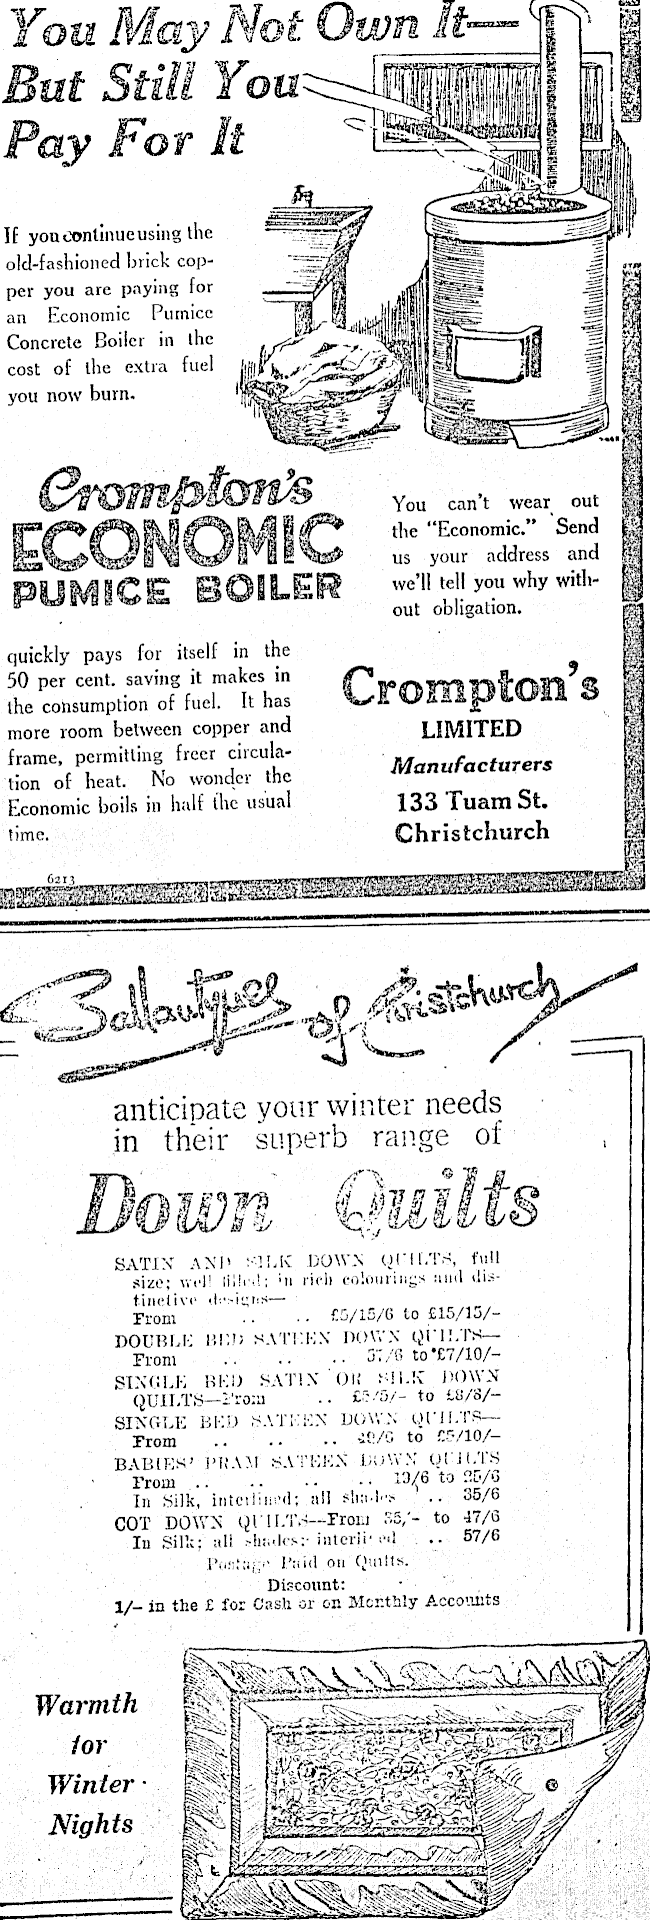 You May Not Own It—
But Still You
Pay For It
If you continue using the
old-fashioned brick cop-
per you are paying for
an Economic Pumice
Concrete Boiler in the
cost of the extra fuel
you now burn.
Crompton's
ECONOMIC
PUMICE BOILER
You can't wear out
the "Economic." Send
us your address and
we'll tell you why with-
out obligation.
quickly pays for itself in the
50 per cent. saving it makes in
the consumption of fuel. It has
more room between copper and
frame, permitting freer circula-
tion of heat. No wonder the
Economic boils in half the usual
time.
Crompton's
LIMITED
Manufacturers
133 Tuam St.
Christchurch
6213
Ballantynes of Christchurch
anticipate your winter needs
in their superb range of
Down Quilts
SATIN AND SILK DOWN QUILTS, full
size; well filled; in rich colourings and dis-
tinctive designs—
From .. .. £5/15/6 to £15/15/-
DOUBLE BED SATEEN DOWN QUILTS—
From .. .. .. 37/6 to £7/10/-
SINGLE BED SATIN OR SILK DOWN
QUILTS—From .. to £8/8/-
SINGLE BED SATEEN DOWN QUILTS—
From .. .. .. to £5/10/-
BABIES' PRAM SATEEN DOWN QUILTS
From .. .. .. .. to 25/6
In Silk, interlined; all shades .. 35/6
COT DOWN QUILTS—From to 47/6
In Silk; all shades; interlined .. 57/6
Postage Paid on Quilts.
Discount:
1/- in the £ for Cash or on Monthly Accounts
Warmth
for
Winter
Nights